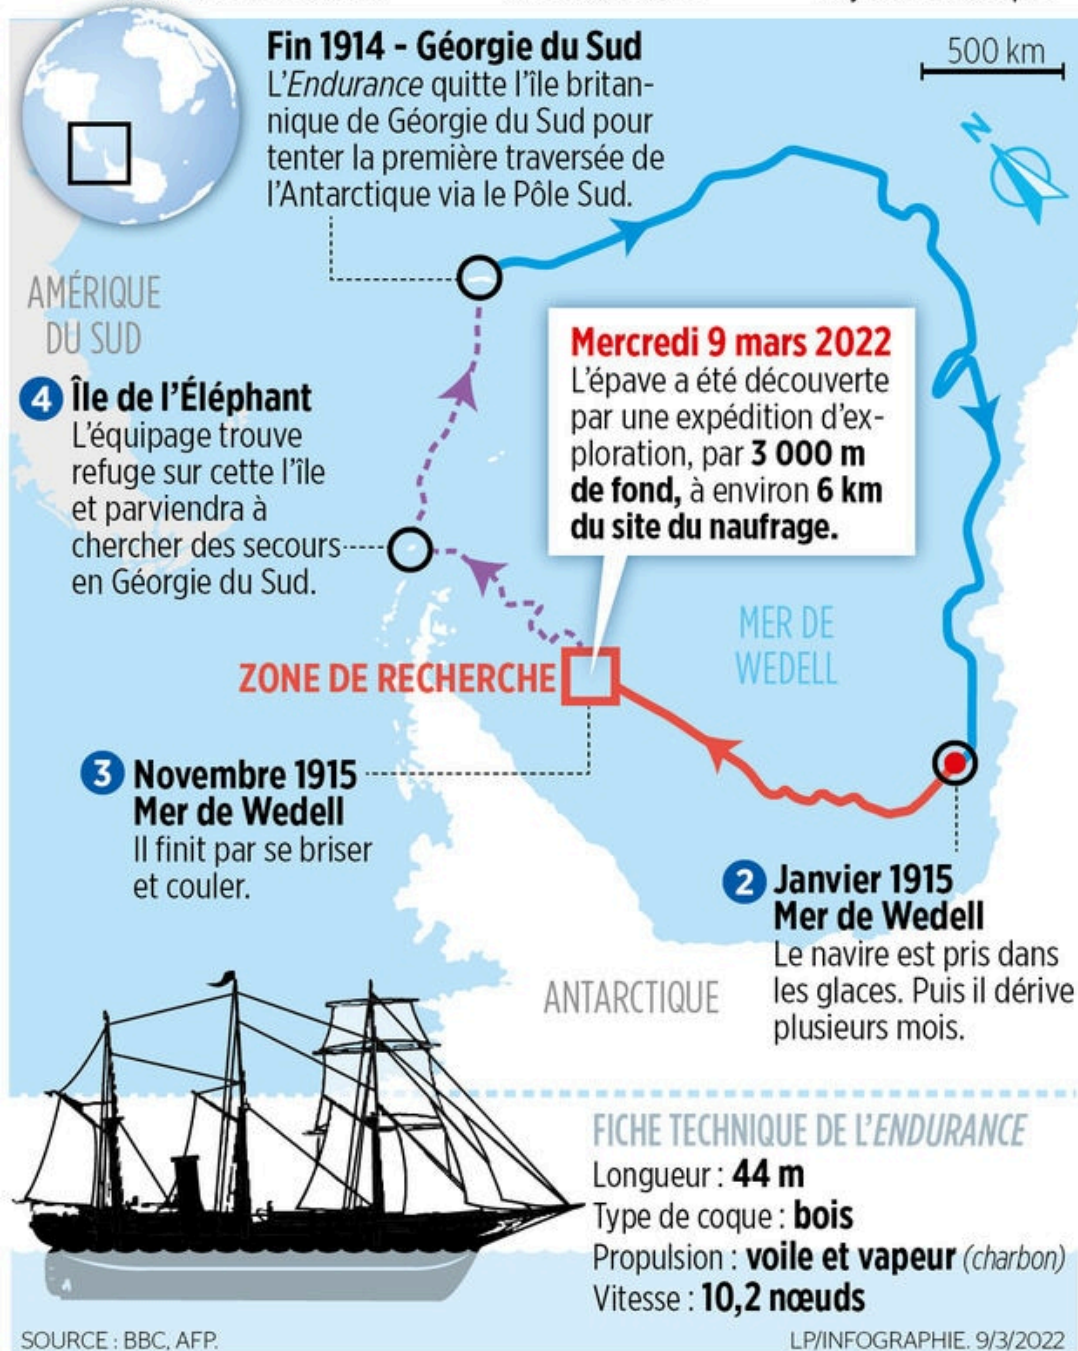 Fin 1914 - Géorgie du Sud
L'Endurance quitte l'île britan-
nique de Géorgie du Sud pour
tenter la première traversée de
l'Antarctique via le Pôle Sud.
500 km
N
AMÉRIQUE
DU SUD
Mercredi 9 mars 2022
L'épave a été découverte
par une expédition d'ex-
ploration, par 3 000 m
de fond, à environ 6 km
du site du naufrage.
4 Île de l'Éléphant
L'équipage trouve
refuge sur cette l'île
et parviendra à
chercher des secours
en Géorgie du Sud.
MER DE
WEDELL
ZONE DE RECHERCHE
3 Novembre 1915
Mer de Wedell
Il finit par se briser
et couler.
2 Janvier 1915
Mer de Wedell
Le navire est pris dans
les glaces. Puis il dérive
plusieurs mois.
ANTARCTIQUE
FICHE TECHNIQUE DE L'ENDURANCE
Longueur : 44 m
Type de coque : bois
Propulsion : voile et vapeur (charbon)
Vitesse : 10,2 nœuds
SOURCE : BBC, AFP.
LP/INFOGRAPHIE. 9/3/2022